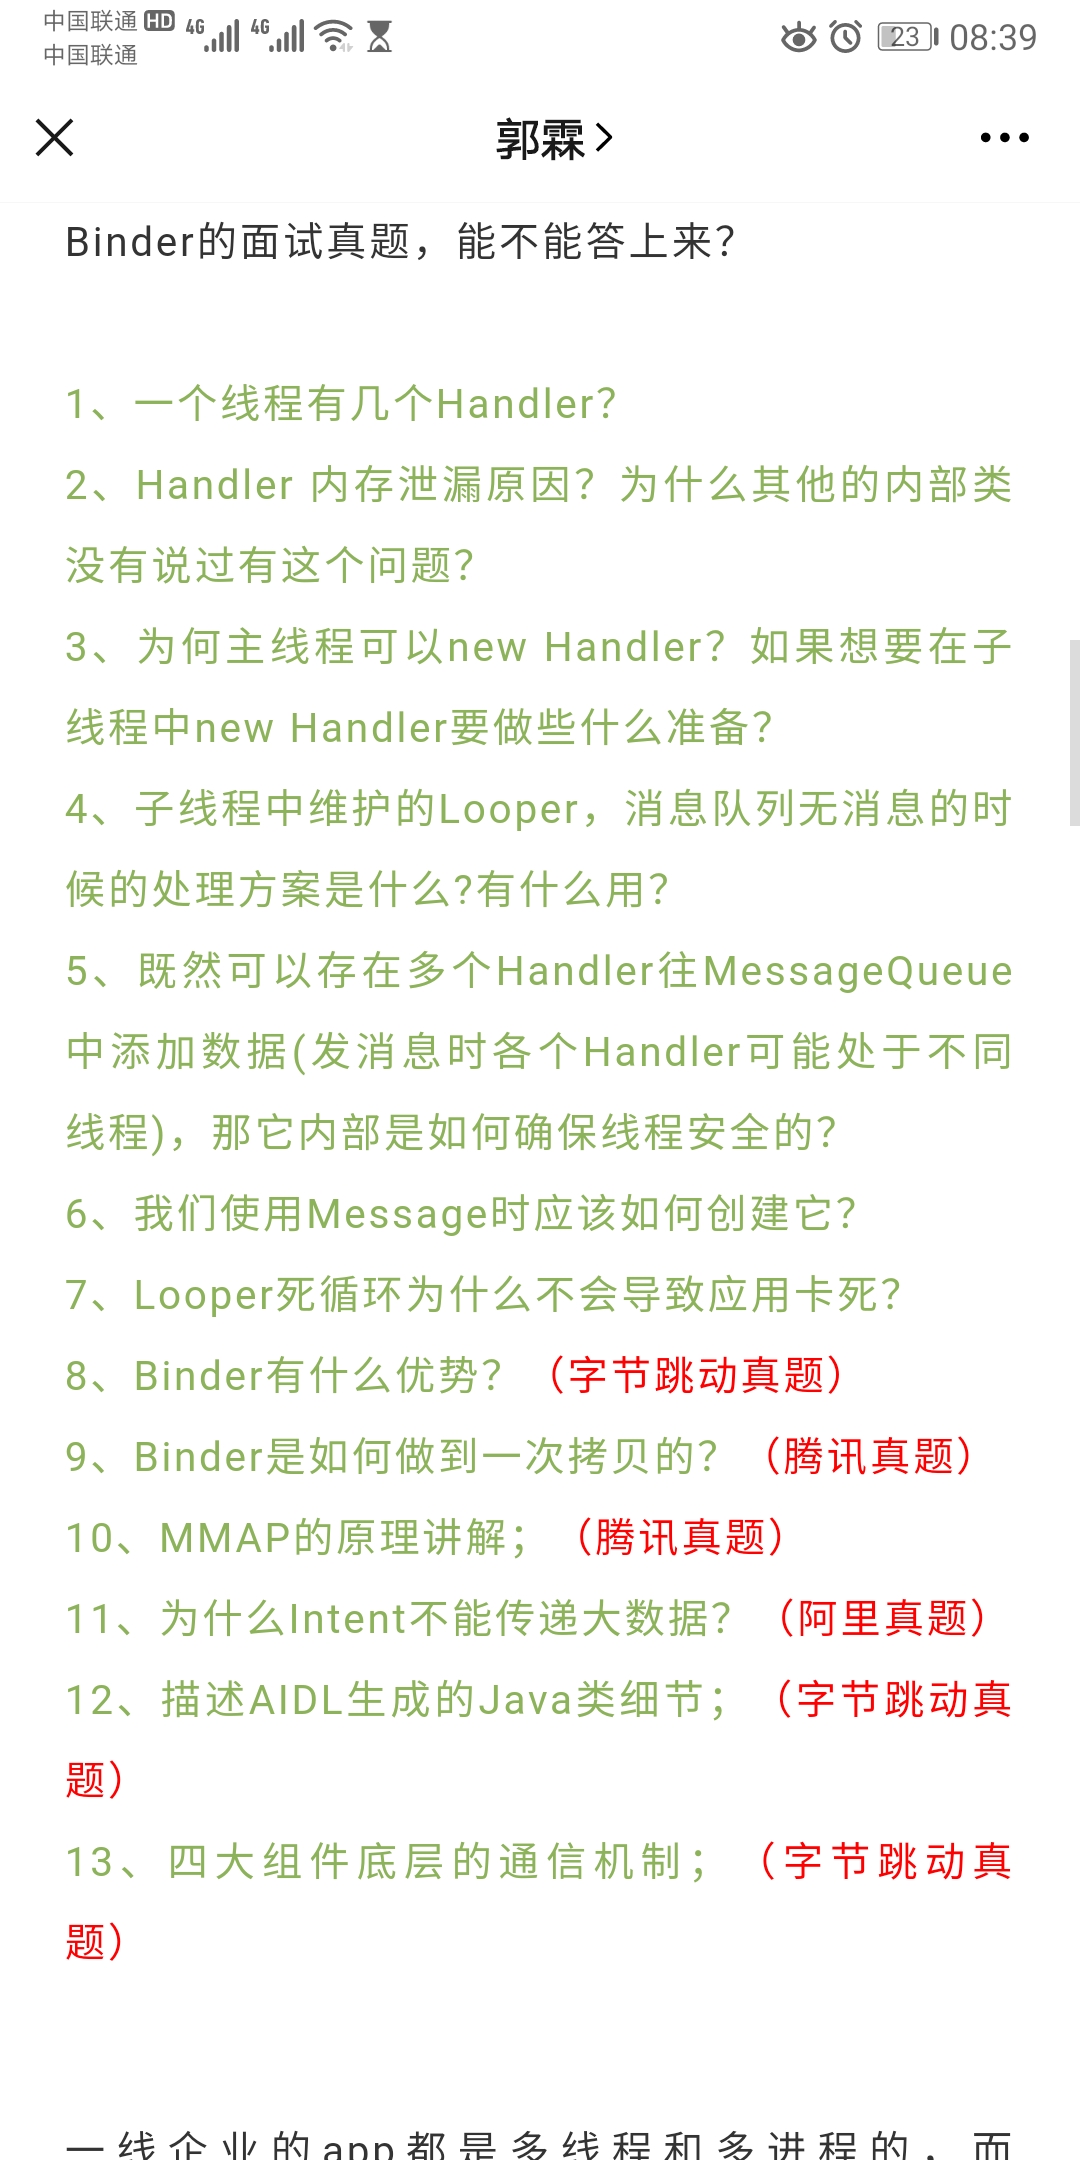 中国联通 HD 4G 4G 23 08:39
中国联通
郭霖
Binder的面试真题，能不能答上来？
1、一个线程有几个Handler？
2、Handler 内存泄漏原因？为什么其他的内部类
没有说过有这个问题？
3、为何主线程可以new Handler？如果想要在子
线程中new Handler要做些什么准备？
4、子线程中维护的Looper，消息队列无消息的时
候的处理方案是什么?有什么用？
5、既然可以存在多个Handler往MessageQueue
中添加数据(发消息时各个Handler可能处于不同
线程)，那它内部是如何确保线程安全的？
6、我们使用Message时应该如何创建它？
7、Looper死循环为什么不会导致应用卡死？
8、Binder有什么优势？（字节跳动真题）
9、Binder是如何做到一次拷贝的？（腾讯真题）
10、MMAP的原理讲解；（腾讯真题）
11、为什么Intent不能传递大数据？（阿里真题）
12、描述AIDL生成的Java类细节；（字节跳动真
题）
13、四大组件底层的通信机制；（字节跳动真
题）
一线企业的app都是多线程和多进程的，而